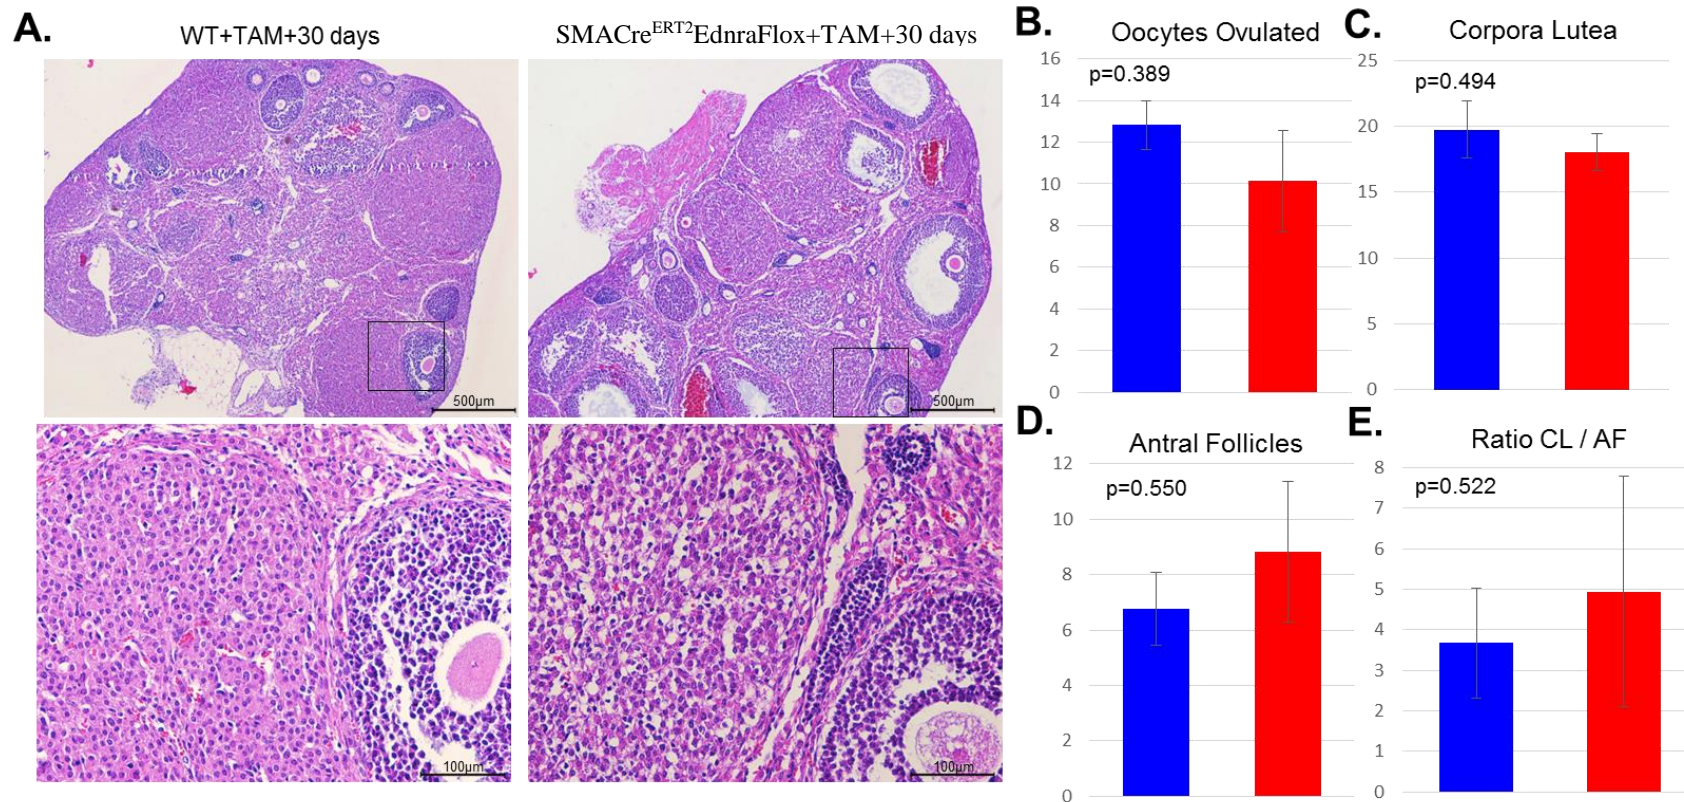 A.
WT+TAM+30 days
SMACreERT2EdnraFlox+TAM+30 days
500µm
500µm
100µm
100µm
B.
Oocytes Ovulated
p=0.389
16
14
12
10
8
6
4
2
0
C.
Corpora Lutea
p=0.494
25
20
15
10
5
0
D.
Antral Follicles
p=0.550
12
10
8
6
4
2
0
E.
Ratio CL / AF
p=0.522
8
7
6
5
4
3
2
1
0